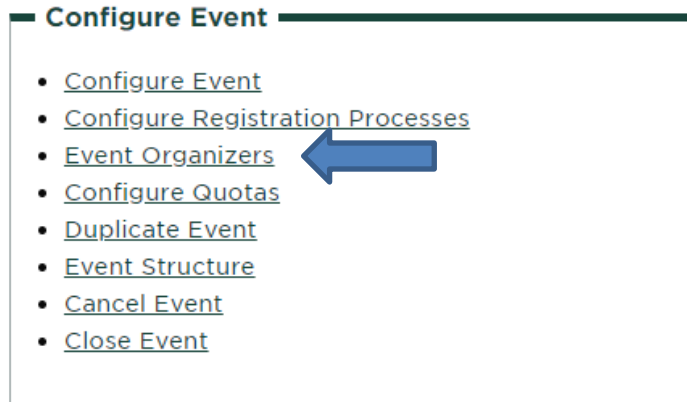 Configure Event
Configure Event
Configure Registration Processes
Event Organizers
Configure Quotas
Duplicate Event
Event Structure
Cancel Event
Close Event